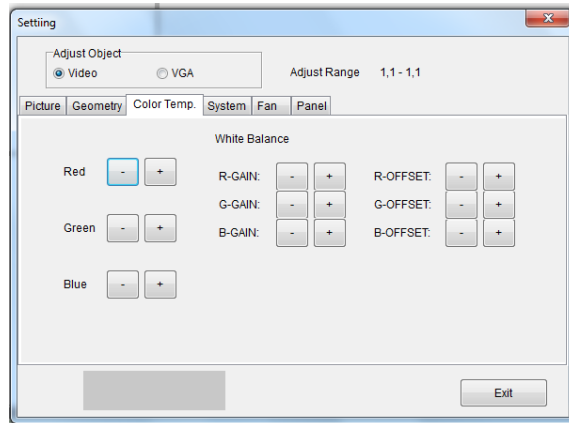 Settiing
Adjust Object
Video VGA Adjust Range 1,1 - 1,1
Picture Geometry Color Temp. System Fan Panel
White Balance
Red - + R-GAIN: - + R-OFFSET: - +
G-GAIN: - + G-OFFSET: - +
Green - + B-GAIN: - + B-OFFSET: - +
Blue - +
Exit